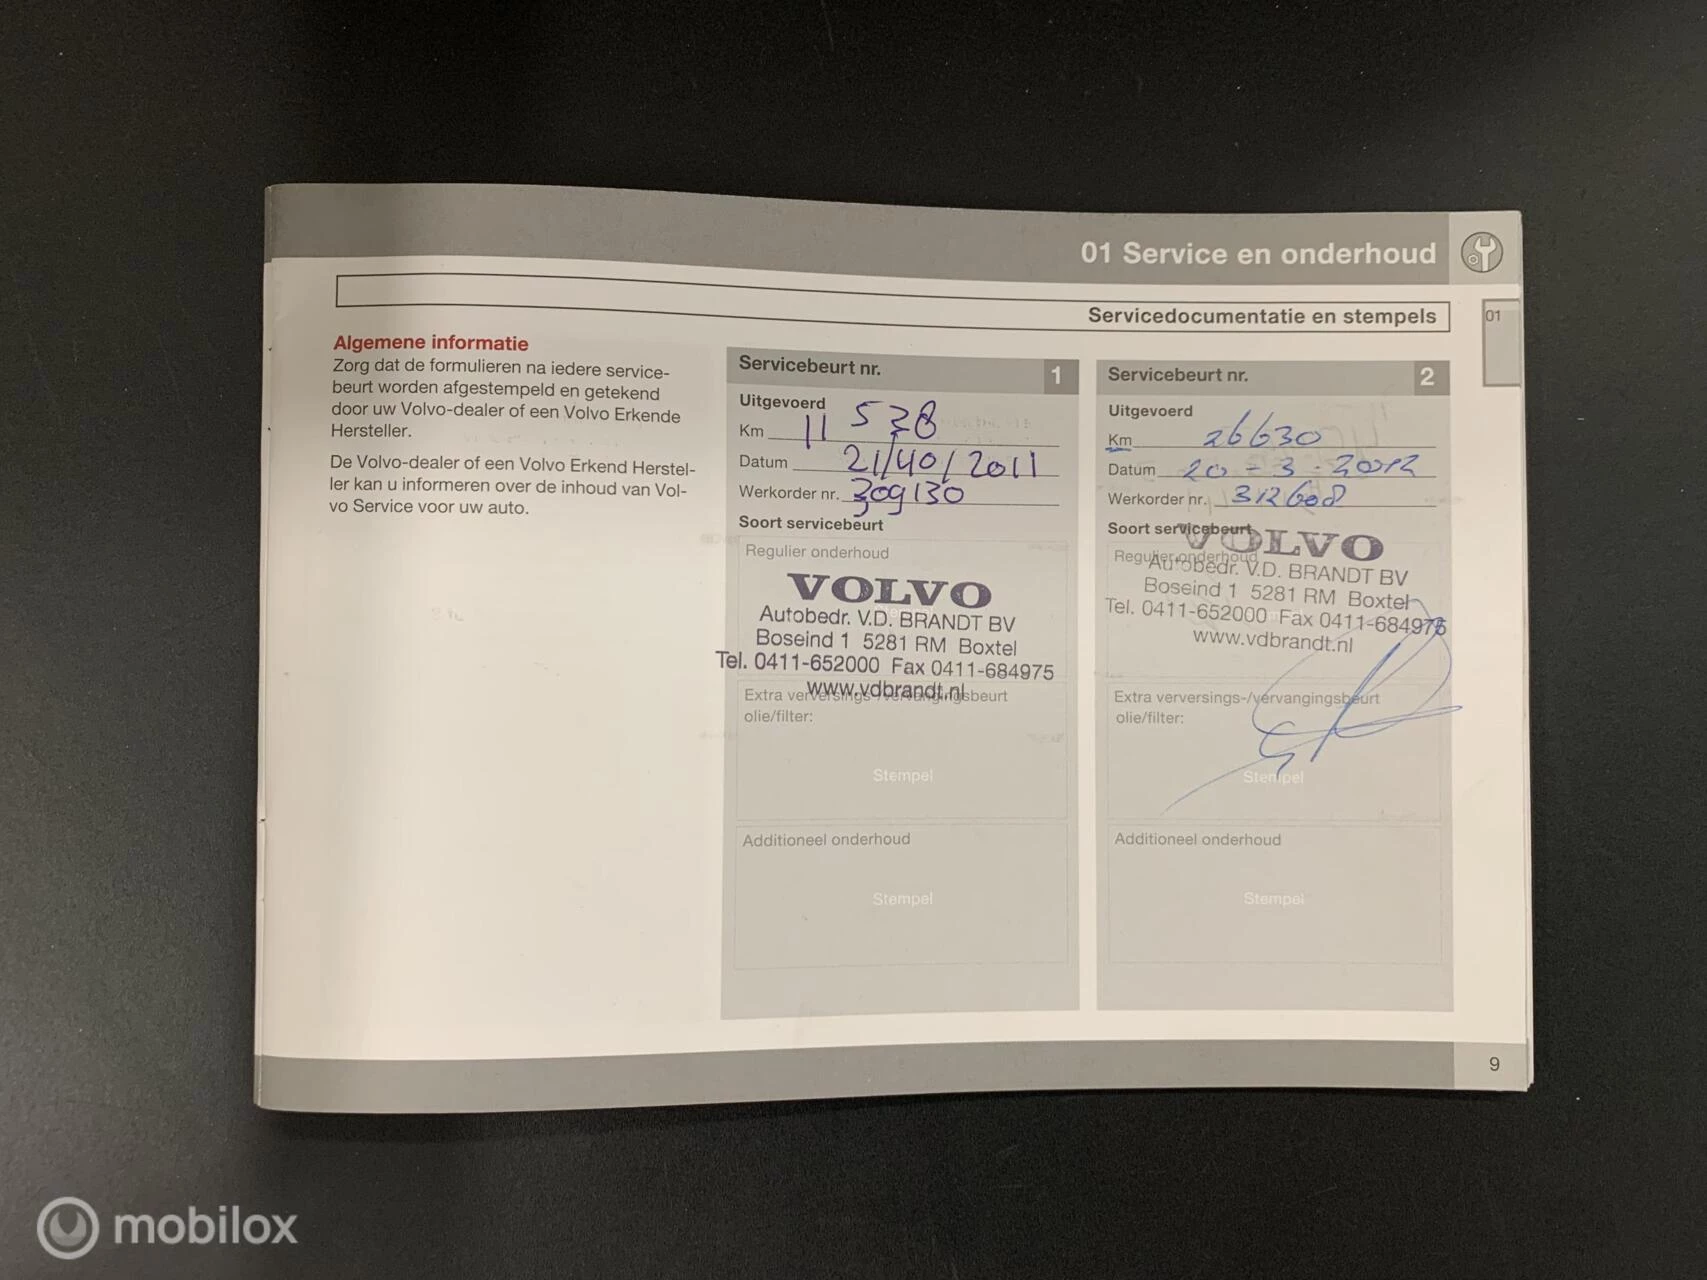 01 Service en onderhoud
Servicedocumentatie en stempels
01
Algemene informatie
Zorg dat de formulieren na iedere service-
beurt worden afgestempeld en getekend
door uw Volvo-dealer of een Volvo Erkende
Hersteller.
De Volvo-dealer of een Volvo Erkend Herstel-
ler kan u informeren over de inhoud van Vol-
vo Service voor uw auto.
Servicebeurt nr. 1
Uitgevoerd
Km 11 538
Datum 21/10/2011
Werkorder nr. 309130
Soort servicebeurt
Regulier onderhoud
VOLVO
Autobedr. V.D. BRANDT BV
Boseind 1 5281 RM Boxtel
Tel. 0411-652000 Fax 0411-684975
www.vdbrandt.nl
Extra verversings-/vervangingsbeurt
olie/filter:
Stempel
Additioneel onderhoud
Stempel
Servicebeurt nr. 2
Uitgevoerd
Km 26630
Datum 20-3-2012
Werkorder nr. 312608
Soort servicebeurt
Regulier onderhoud
VOLVO
Autobedr. V.D. BRANDT BV
Boseind 1 5281 RM Boxtel
Tel. 0411-652000 Fax 0411-684975
www.vdbrandt.nl
Extra verversings-/vervangingsbeurt
olie/filter:
Stempel
Additioneel onderhoud
Stempel
9
mobilox